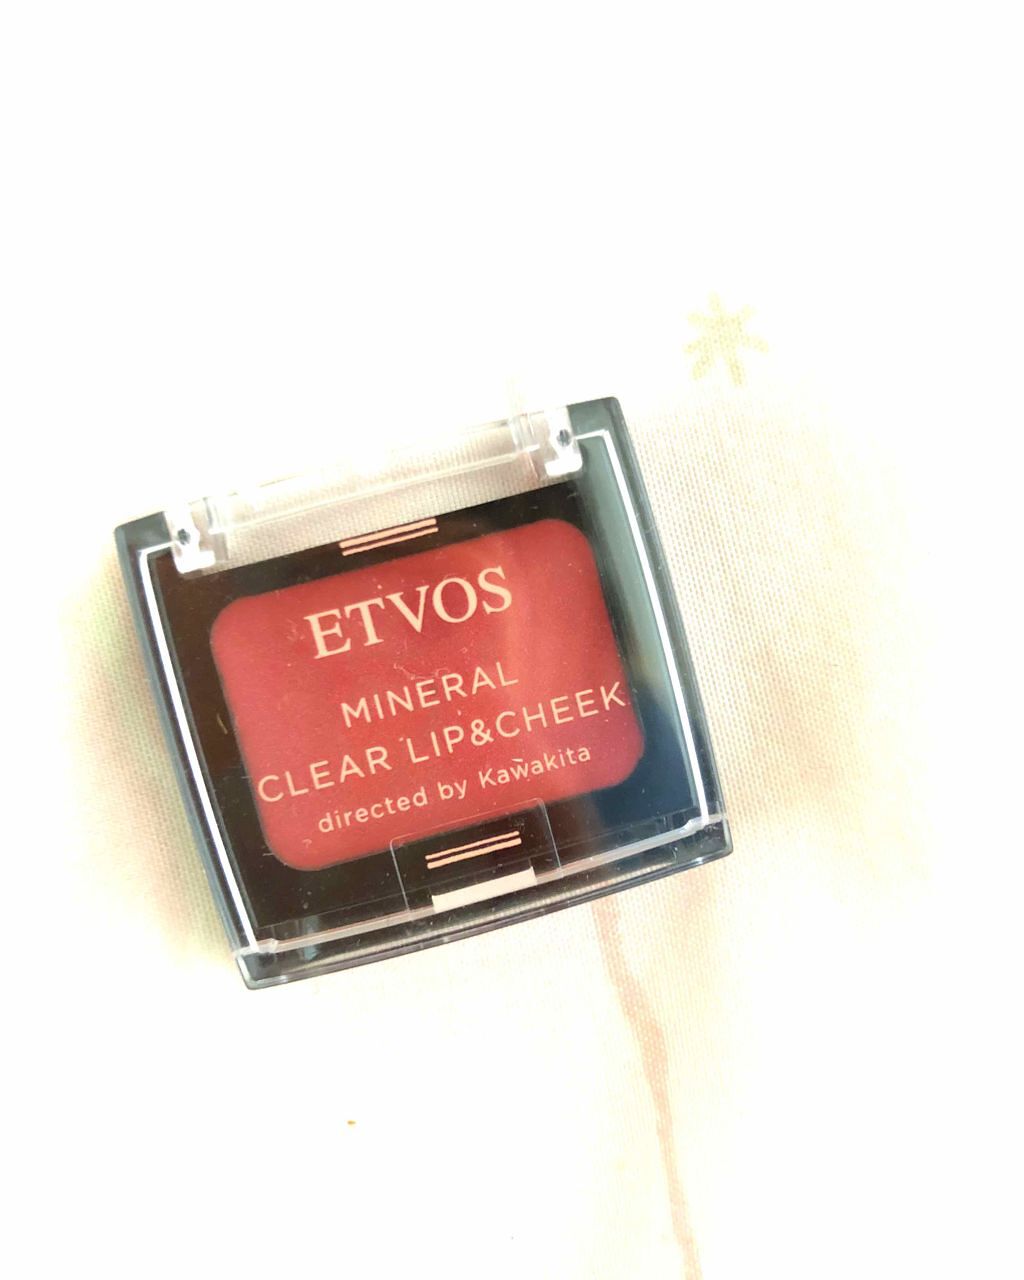 ETVOS
MINERAL
CLEAR LIP&CHEEK
directed by Kawakita